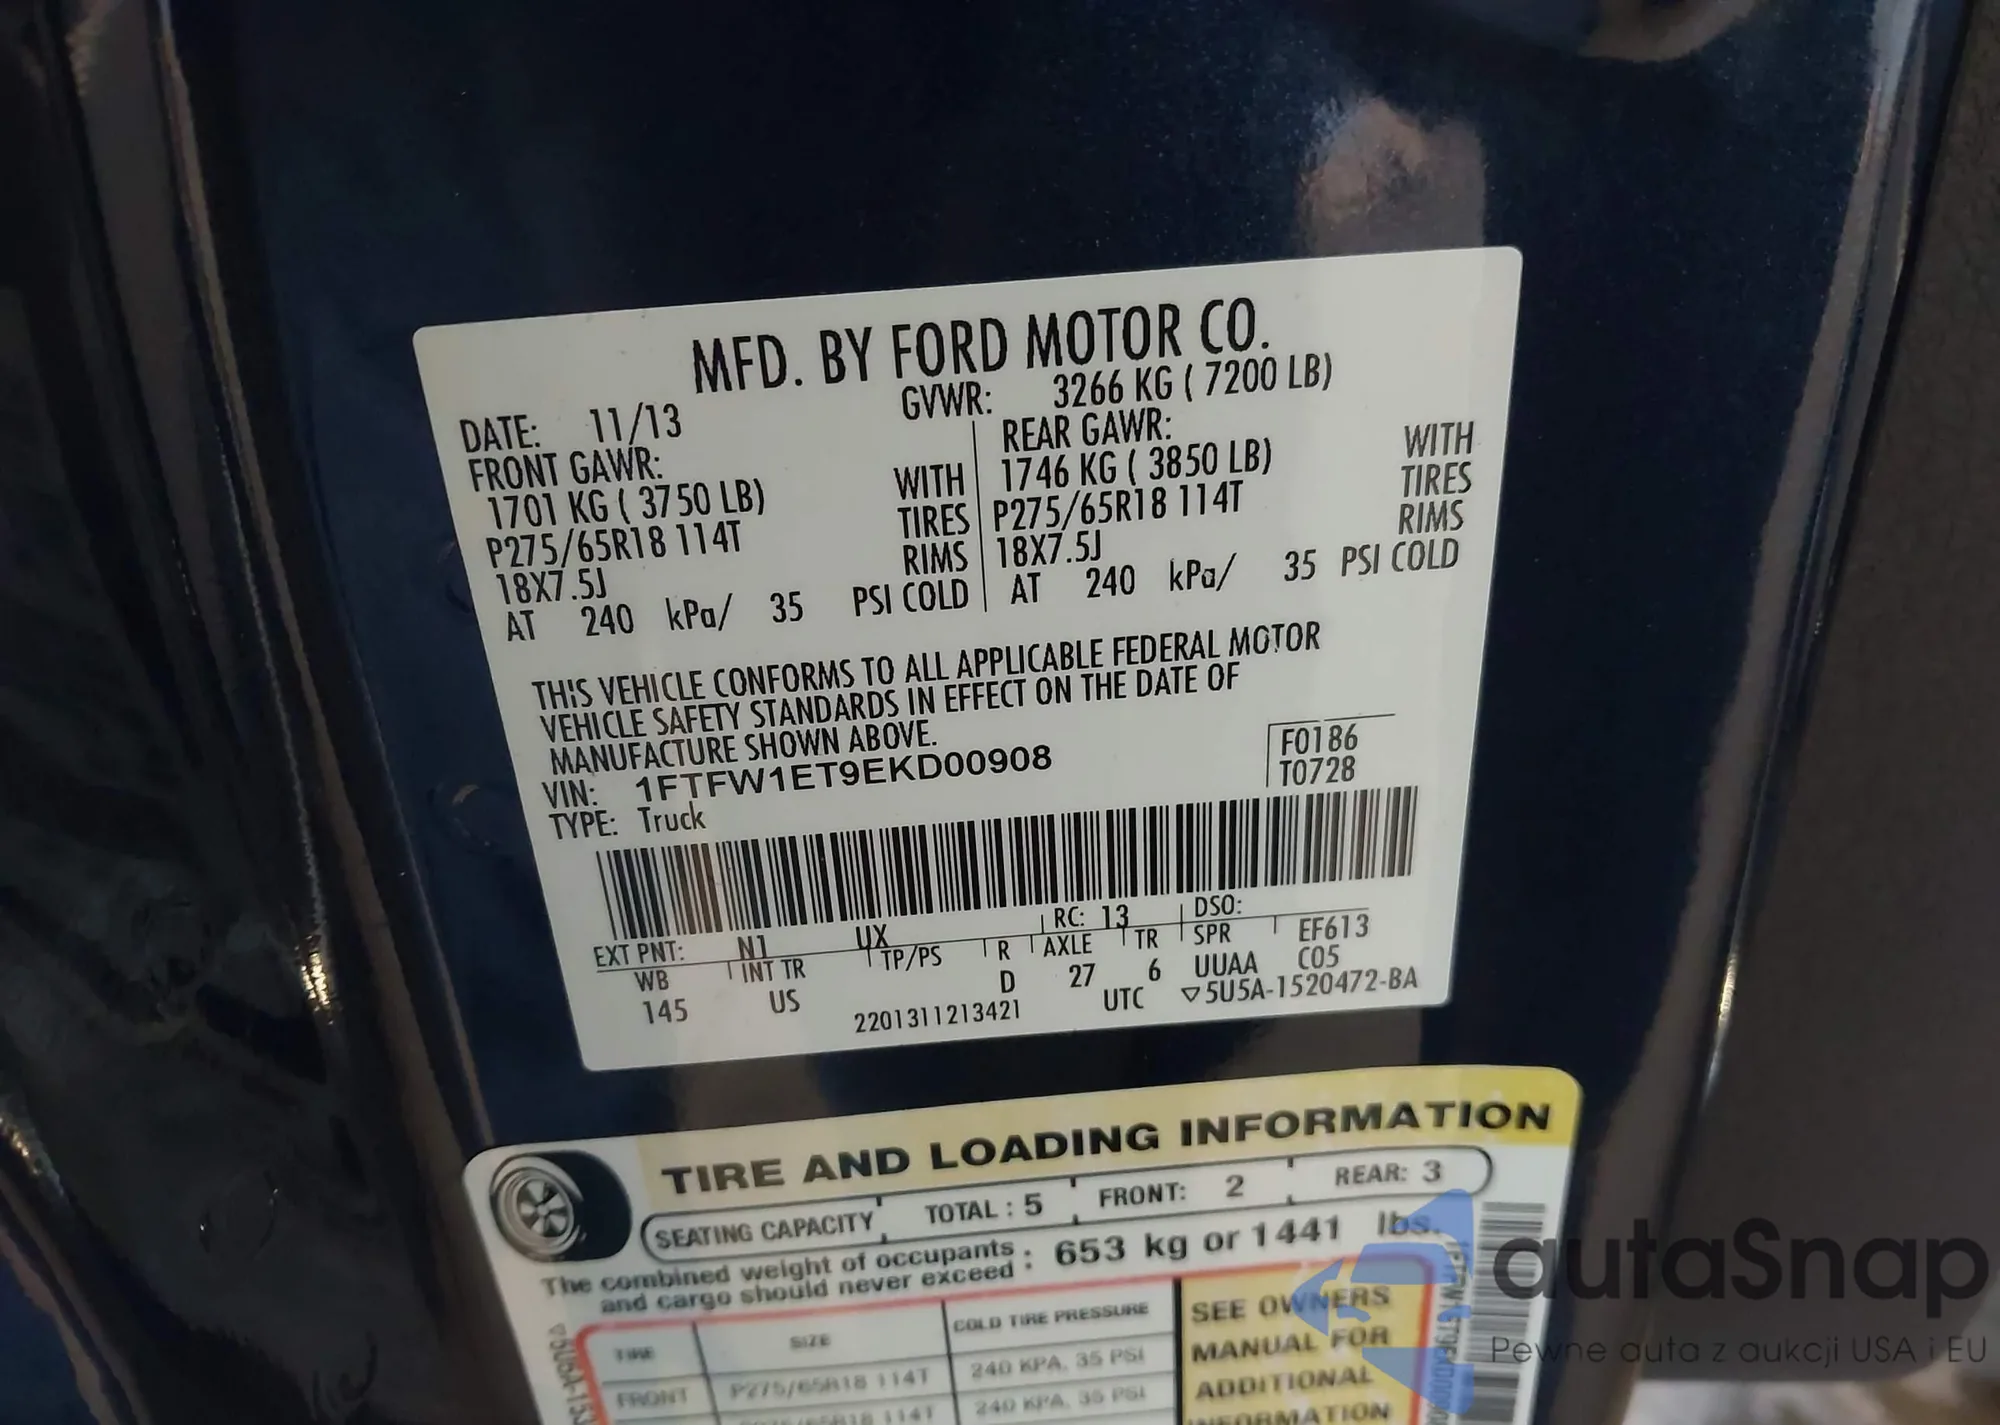 MFD. BY FORD MOTOR CO.
DATE: 11/13 GVWR: 3266 KG ( 7200 LB)
FRONT GAWR: REAR GAWR:
1701 KG ( 3750 LB) WITH 1746 KG ( 3850 LB) WITH
P275/65R18 114T TIRES P275/65R18 114T TIRES
18X7.5J RIMS 18X7.5J RIMS
AT 240 kPa/ 35 PSI COLD AT 240 kPa/ 35 PSI COLD
THIS VEHICLE CONFORMS TO ALL APPLICABLE FEDERAL MOTOR
VEHICLE SAFETY STANDARDS IN EFFECT ON THE DATE OF
MANUFACTURE SHOWN ABOVE.
VIN: 1FTFW1ET9EKD00908 F0186
TYPE: Truck T0728
EXT PNT: N1 UX RC: 13 DSO:
WB INT TR TP/PS R AXLE TR SPR EF613
145 US D 27 6 UUAA C05
2201311213421 UTC ▽5U5A-1520472-BA
TIRE AND LOADING INFORMATION
SEATING CAPACITY TOTAL : 5 FRONT: 2 REAR: 3
The combined weight of occupants : 653 kg or 1441 lbs.
and cargo should never exceed
TIRE SIZE COLD TIRE PRESSURE
FRONT P275/65R18 114T 240 KPA, 35 PSI
240 KPA, 35 PSI
SEE OWNERS
MANUAL FOR
ADDITIONAL
INFORMATION
autaSnap
Pewne auta z aukcji USA i EU